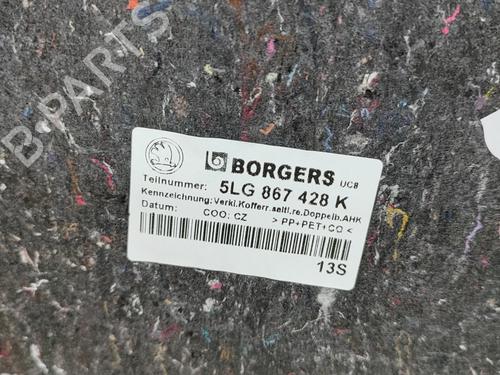 B-PARTS
BORGERS UCB
Teilnummer: 5LG 867 428 K
Kennzeichnung: Verkl.Kofferr.seitl.re.Doppelb.AHK
Datum: COO: CZ > PP+PET+CO <
13S